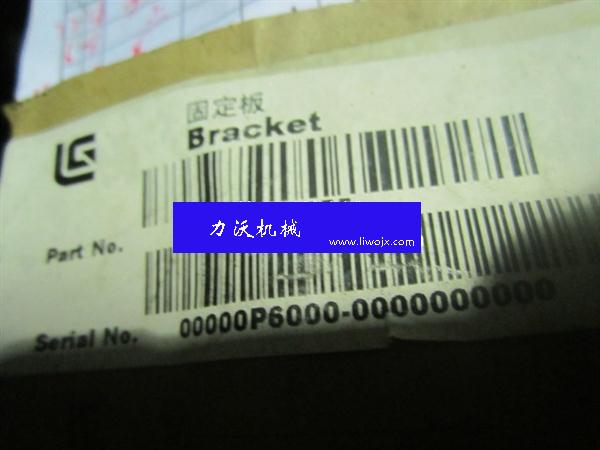 固定板
Bracket
力沃机械
www.liwojx.com
Part No.
00000P6000-0000000000
Serial No.